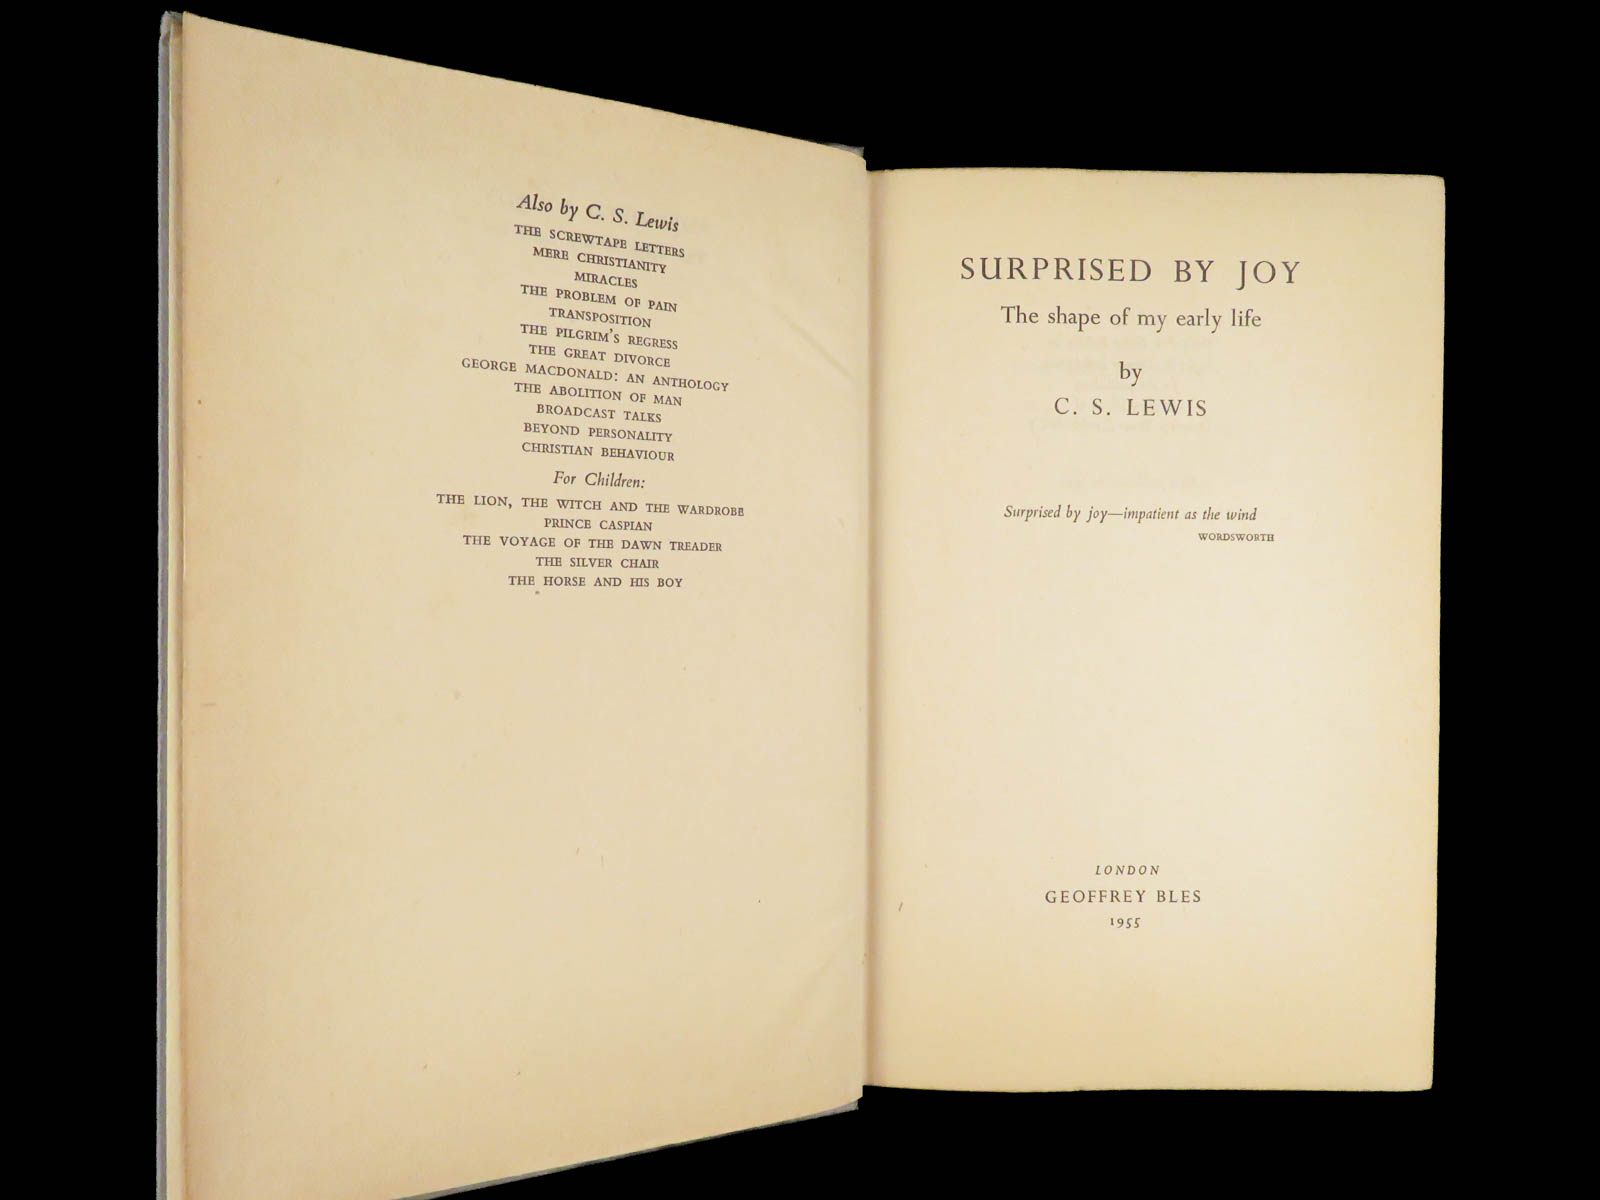 Also by C. S. Lewis
THE SCREWTAPE LETTERS
MERE CHRISTIANITY
MIRACLES
THE PROBLEM OF PAIN
TRANSPOSITION
THE PILGRIM'S REGRESS
THE GREAT DIVORCE
GEORGE MACDONALD: AN ANTHOLOGY
THE ABOLITION OF MAN
BROADCAST TALKS
BEYOND PERSONALITY
CHRISTIAN BEHAVIOUR
For Children:
THE LION, THE WITCH AND THE WARDROBE
PRINCE CASPIAN
THE VOYAGE OF THE DAWN TREADER
THE SILVER CHAIR
THE HORSE AND HIS BOY
SURPRISED BY JOY
The shape of my early life
by
C. S. LEWIS
Surprised by joy—impatient as the wind
WORDSWORTH
LONDON
GEOFFREY BLES
1955